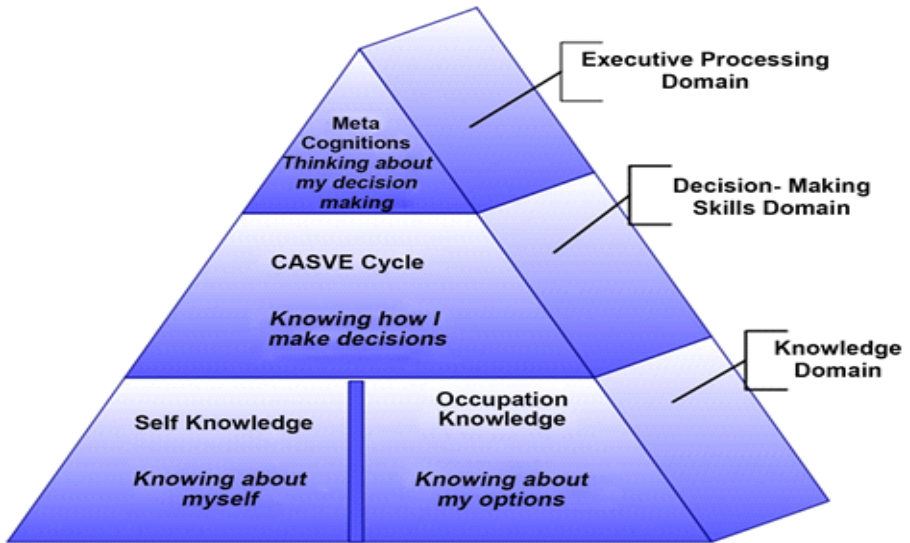 Executive Processing
Domain
Meta
Cognitions
Thinking about
my decision
making
Decision- Making
Skills Domain
CASVE Cycle
Knowing how I
make decisions
Knowledge
Domain
Self Knowledge
Knowing about
myself
Occupation
Knowledge
Knowing about
my options